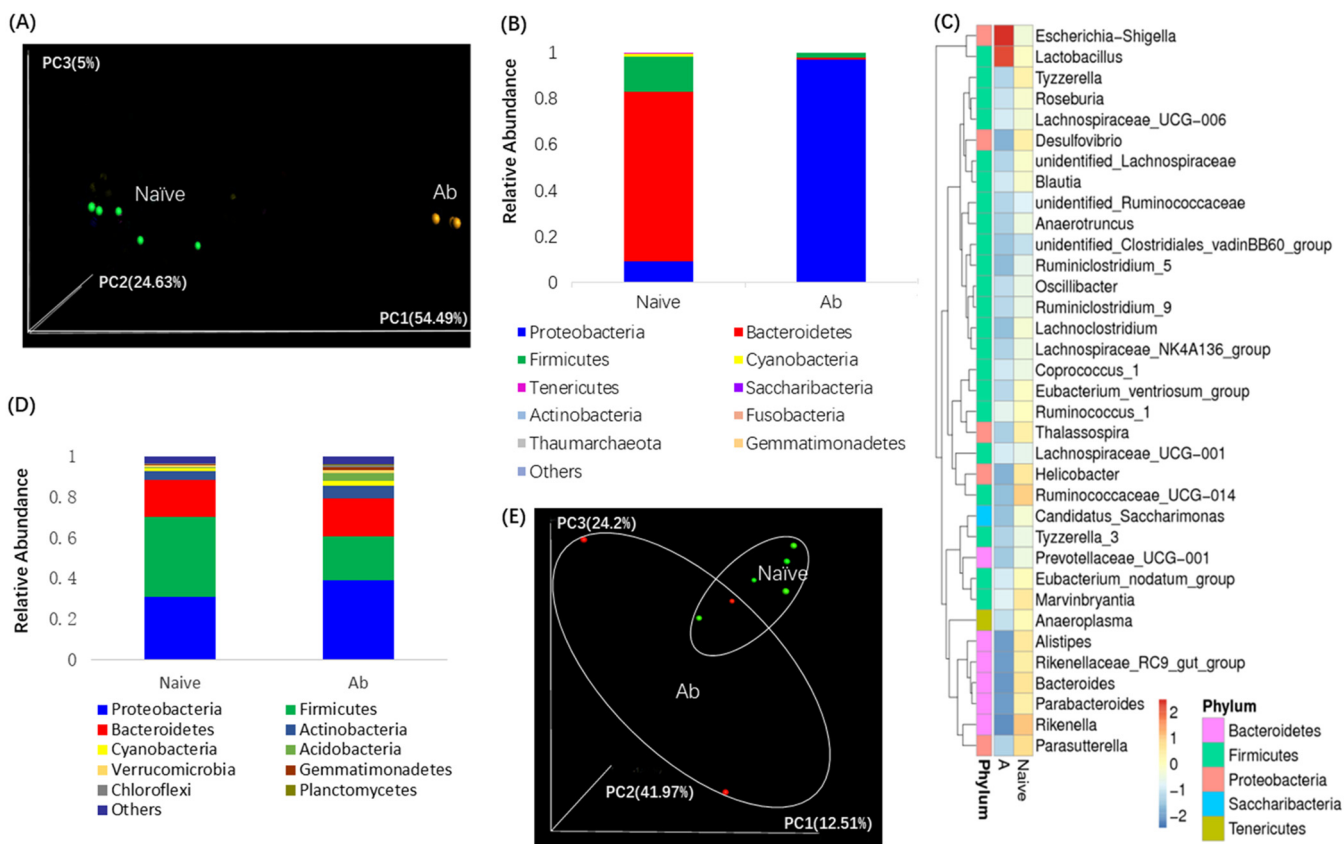 (A)
PC3(5%)
Naïve
Ab
PC2(24.63%)
PC1(54.49%)
(B)
Relative Abundance
1
0.8
0.6
0.4
0.2
0
Naive
Ab
Proteobacteria
Bacteroidetes
Firmicutes
Cyanobacteria
Tenericutes
Saccharibacteria
Actinobacteria
Fusobacteria
Thaumarchaeota
Gemmatimonadetes
Others
(C)
Escherichia-Shigella
Lactobacillus
Tyzzerella
Roseburia
Lachnospiraceae_UCG-006
Desulfovibrio
unidentified_Lachnospiraceae
Blautia
unidentified_Ruminococcaceae
Anaerotruncus
unidentified_Clostridiales_vadinBB60_group
Ruminiclostridium_5
Oscillibacter
Ruminiclostridium_9
Lachnoclostridium
Lachnospiraceae_NK4A136_group
Coprococcus_1
Eubacterium_ventriosum_group
Ruminococcus_1
Thalassospira
Lachnospiraceae_UCG-001
Helicobacter
Ruminococcaceae_UCG-014
Candidatus_Saccharimonas
Tyzzerella_3
Prevotellaceae_UCG-001
Eubacterium_nodatum_group
Marvinbryantia
Anaeroplasma
Alistipes
Rikenellaceae_RC9_gut_group
Bacteroides
Parabacteroides
Rikenella
Parasutterella
Phylum
A
Naive
2
1
0
-1
-2
Phylum
Bacteroidetes
Firmicutes
Proteobacteria
Saccharibacteria
Tenericutes
(D)
Relative Abundance
1
0.8
0.6
0.4
0.2
0
Naive
Ab
Proteobacteria
Firmicutes
Bacteroidetes
Actinobacteria
Cyanobacteria
Acidobacteria
Verrucomicrobia
Gemmatimonadetes
Chloroflexi
Planctomycetes
Others
(E)
PC3(24.2%)
Naïve
Ab
PC2(41.97%)
PC1(12.51%)